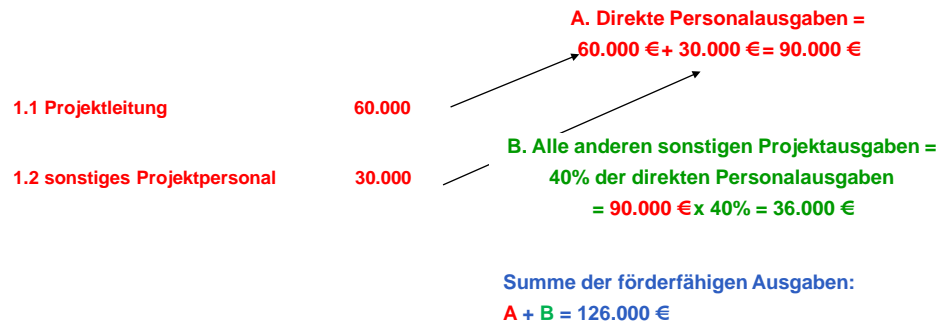 A. Direkte Personalausgaben =
60.000 €+ 30.000 €= 90.000 €
1.1 Projektleitung 60.000
B. Alle anderen sonstigen Projektausgaben =
1.2 sonstiges Projektpersonal 30.000
40% der direkten Personalausgaben
= 90.000 €x 40% = 36.000 €
Summe der förderfähigen Ausgaben:
A + B = 126.000 €